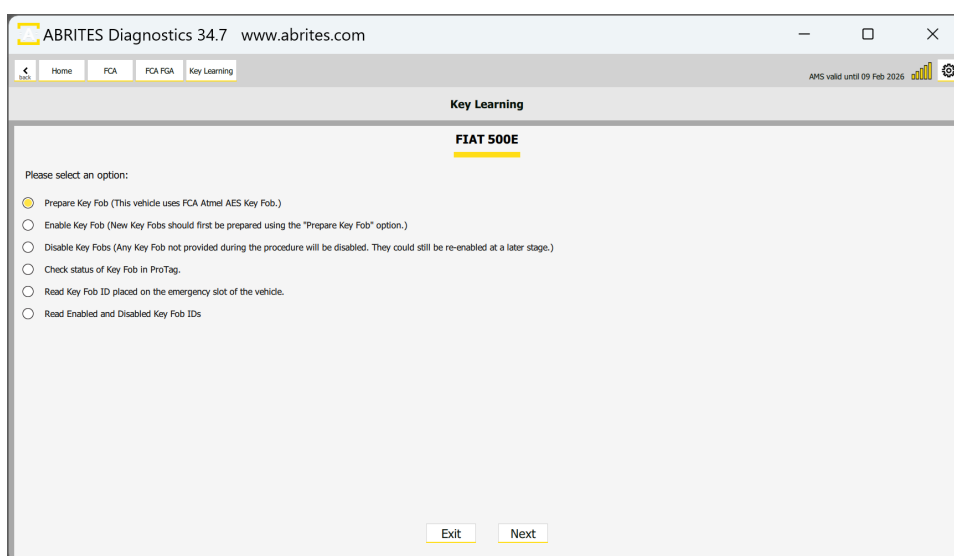 ABRITES Diagnostics 34.7 www.abrites.com
back
Home
FCA
FCA FGA
Key Learning
AMS valid until 09 Feb 2026
Key Learning
FIAT 500E
Please select an option:
Prepare Key Fob (This vehicle uses FCA Atmel AES Key Fob.)
Enable Key Fob (New Key Fobs should first be prepared using the "Prepare Key Fob" option.)
Disable Key Fobs (Any Key Fob not provided during the procedure will be disabled. They could still be re-enabled at a later stage.)
Check status of Key Fob in ProTag.
Read Key Fob ID placed on the emergency slot of the vehicle.
Read Enabled and Disabled Key Fob IDs
Exit
Next